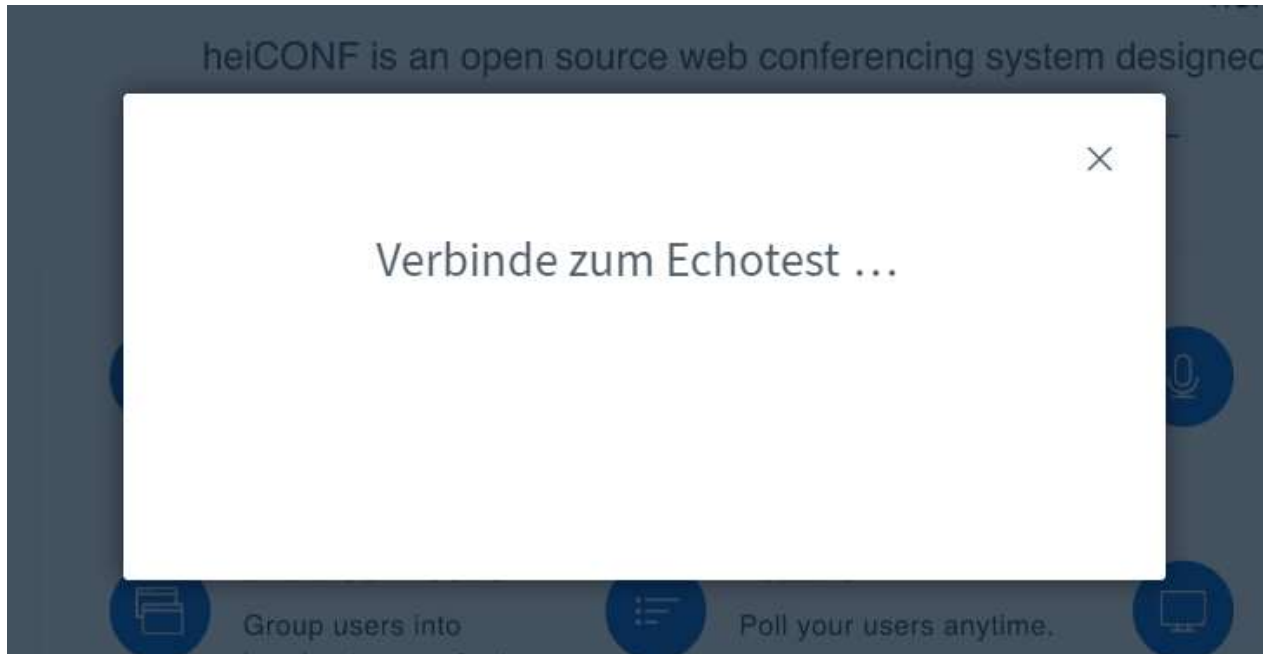 heiCONF is an open source web conferencing system designed
Verbinde zum Echotest …
Group users into
Poll your users anytime.